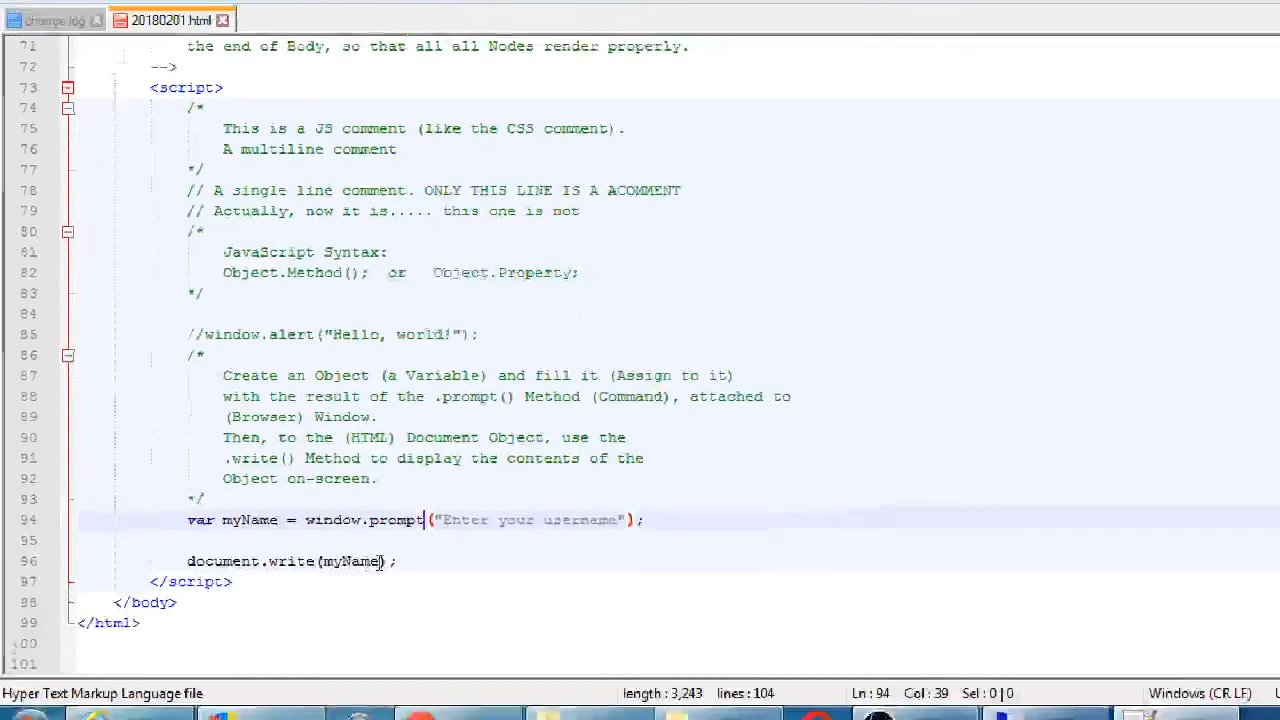 change.log
20180201.html
71 the end of Body, so that all all Nodes render properly.
72 -->
73 <script>
74 /*
75 This is a JS comment (like the CSS comment).
76 A multiline comment
77 */
78 // A single line comment. ONLY THIS LINE IS A ACOMMENT
79 // Actually, now it is..... this one is not
80 /*
81 JavaScript Syntax:
82 Object.Method(); or Object.Property;
83 */
84
85 //window.alert("Hello, world!");
86 /*
87 Create an Object (a Variable) and fill it (Assign to it)
88 with the result of the .prompt() Method (Command), attached to
89 (Browser) Window.
90 Then, to the (HTML) Document Object, use the
91 .write() Method to display the contents of the
92 Object on-screen.
93 */
94 var myName = window.prompt("Enter your username");
95
96 document.write(myName);
97 </script>
98 </body>
99 </html>
100
101
Hyper Text Markup Language file length : 3,243 lines : 104 Ln : 94 Col : 39 Sel : 0 | 0 Windows (CR LF)